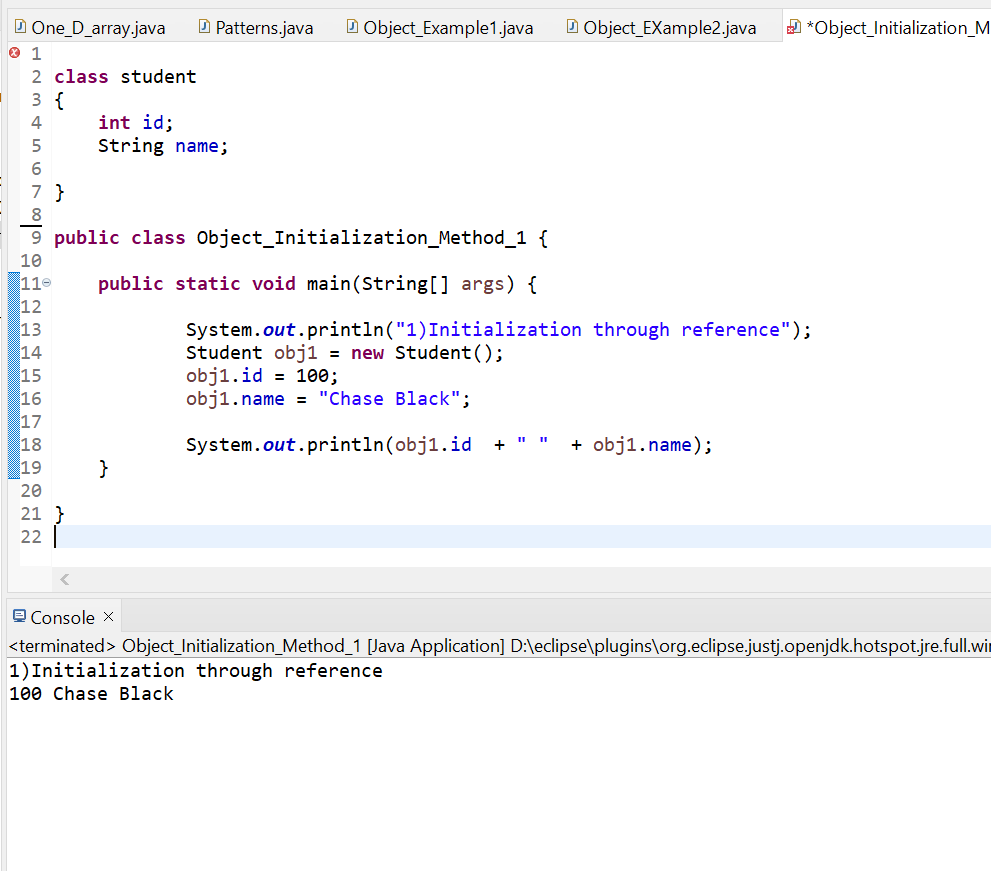 One_D_array.java Patterns.java Object_Example1.java Object_EXample2.java *Object_Initialization_M
1
2 class student
3 {
4 int id;
5 String name;
6
7 }
8
9 public class Object_Initialization_Method_1 {
10
11 public static void main(String[] args) {
12
13 System.out.println("1)Initialization through reference");
14 Student obj1 = new Student();
15 obj1.id = 100;
16 obj1.name = "Chase Black";
17
18 System.out.println(obj1.id  + " "  + obj1.name);
19 }
20
21 }
22
Console
<terminated> Object_Initialization_Method_1 [Java Application] D:\eclipse\plugins\org.eclipse.justj.openjdk.hotspot.jre.full.win
1)Initialization through reference
100 Chase Black